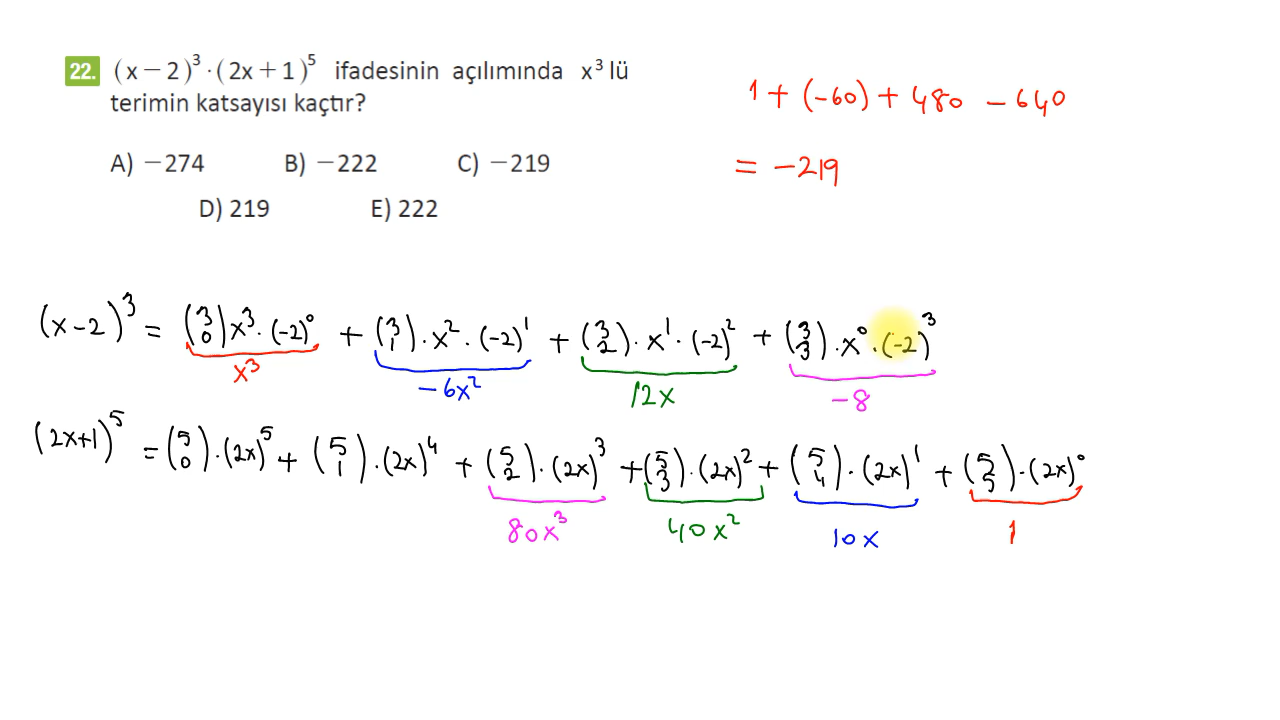 22. (x−2)³·(2x+1)⁵ ifadesinin açılımında x³ lü
terimin katsayısı kaçtır?
A) −274 B) −222 C) −219
D) 219 E) 222
1 + (-60) + 480 - 640
= -219
(x-2)³ = (3 0)x³·(-2)⁰ + (3 1)·x²·(-2)¹ + (3 2)·x¹·(-2)² + (3 3)·x⁰·(-2)³
x³ -6x² 12x -8
(2x+1)⁵ = (5 0)·(2x)⁵ + (5 1)·(2x)⁴ + (5 2)·(2x)³ + (5 3)·(2x)² + (5 4)·(2x)¹ + (5 5)·(2x)⁰
80x³ 40x² 10x 1